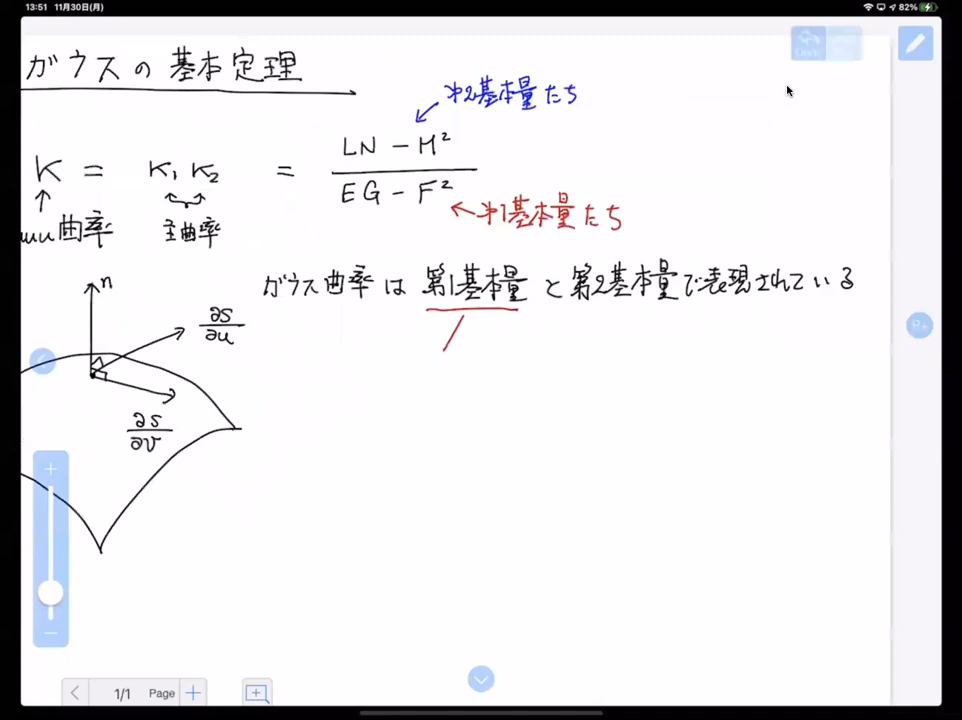 13:51 11月30日(月)
82%
ガウスの基本定理
第2基本量たち
K = K₁ K₂ = LN - M² / EG - F²
第1基本量たち
曲率 主曲率
n
ガウス曲率は 第1基本量 と第2基本量で表現されている
∂S/∂u
∂S/∂v
1/1 Page